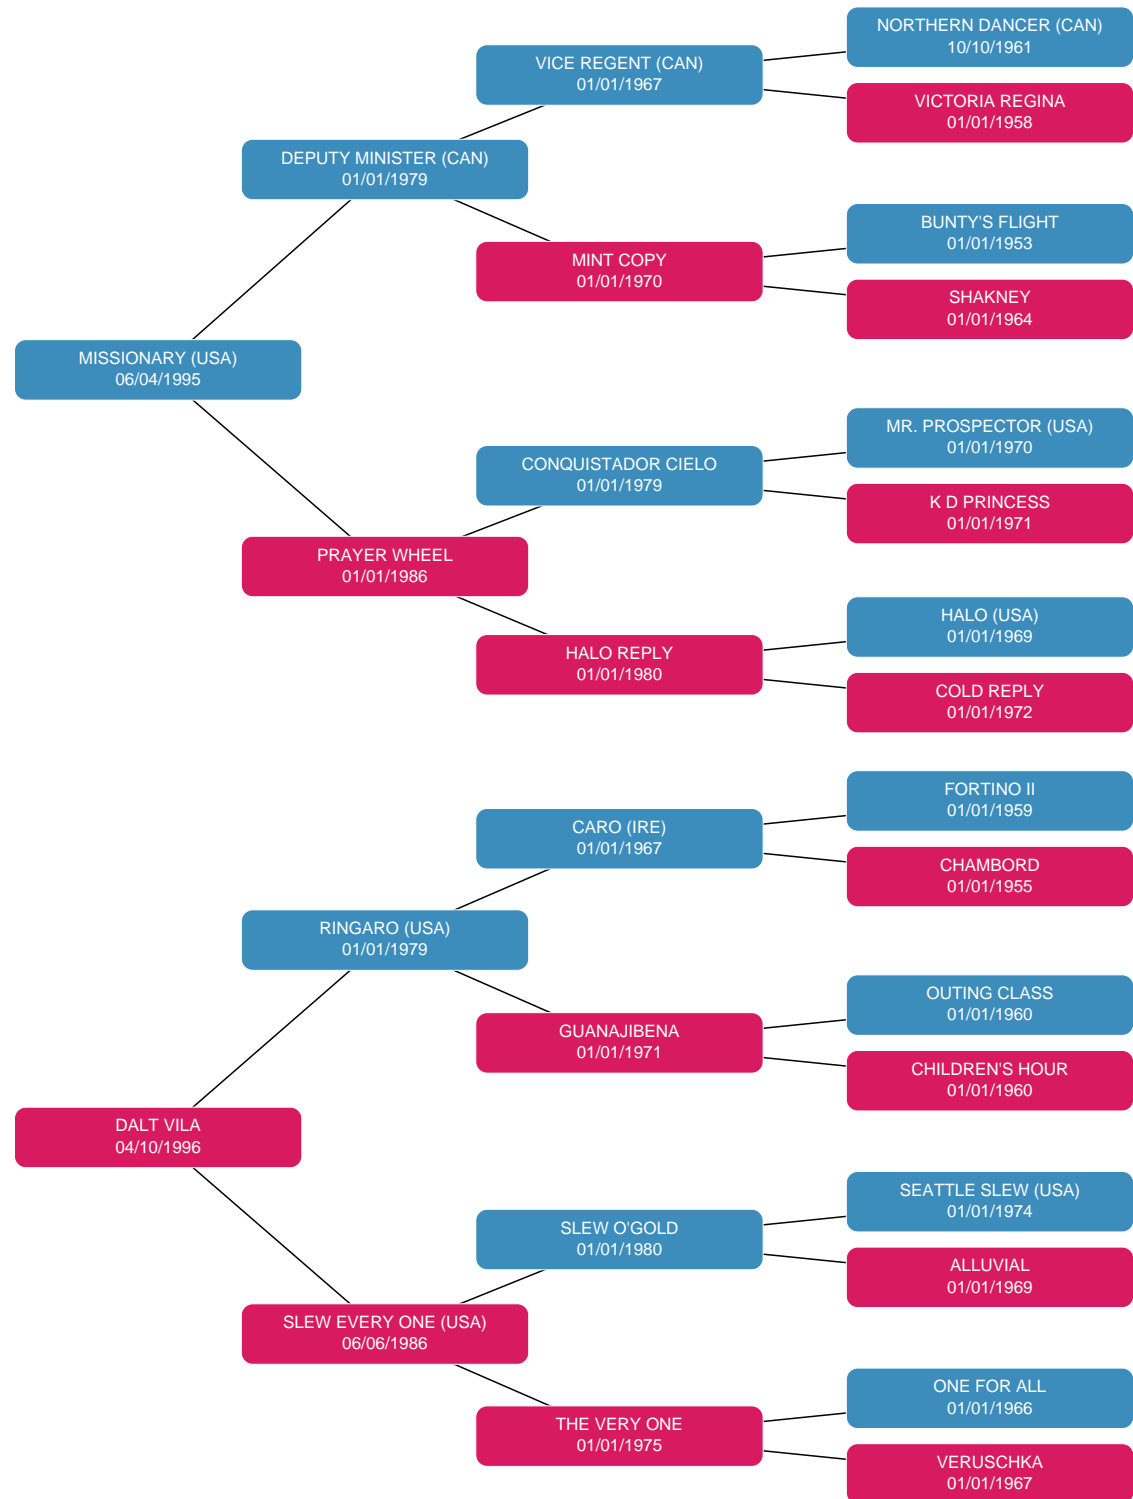 NORTHERN DANCER (CAN)
10/10/1961
VICE REGENT (CAN)
01/01/1967
VICTORIA REGINA
01/01/1958
DEPUTY MINISTER (CAN)
01/01/1979
BUNTY'S FLIGHT
01/01/1953
MINT COPY
01/01/1970
SHAKNEY
01/01/1964
MISSIONARY (USA)
06/04/1995
MR. PROSPECTOR (USA)
01/01/1970
CONQUISTADOR CIELO
01/01/1979
K D PRINCESS
01/01/1971
PRAYER WHEEL
01/01/1986
HALO (USA)
01/01/1969
HALO REPLY
01/01/1980
COLD REPLY
01/01/1972
FORTINO II
01/01/1959
CARO (IRE)
01/01/1967
CHAMBORD
01/01/1955
RINGARO (USA)
01/01/1979
OUTING CLASS
01/01/1960
GUANAJIBENA
01/01/1971
CHILDREN'S HOUR
01/01/1960
DALT VILA
04/10/1996
SEATTLE SLEW (USA)
01/01/1974
SLEW O'GOLD
01/01/1980
ALLUVIAL
01/01/1969
SLEW EVERY ONE (USA)
06/06/1986
ONE FOR ALL
01/01/1966
THE VERY ONE
01/01/1975
VERUSCHKA
01/01/1967